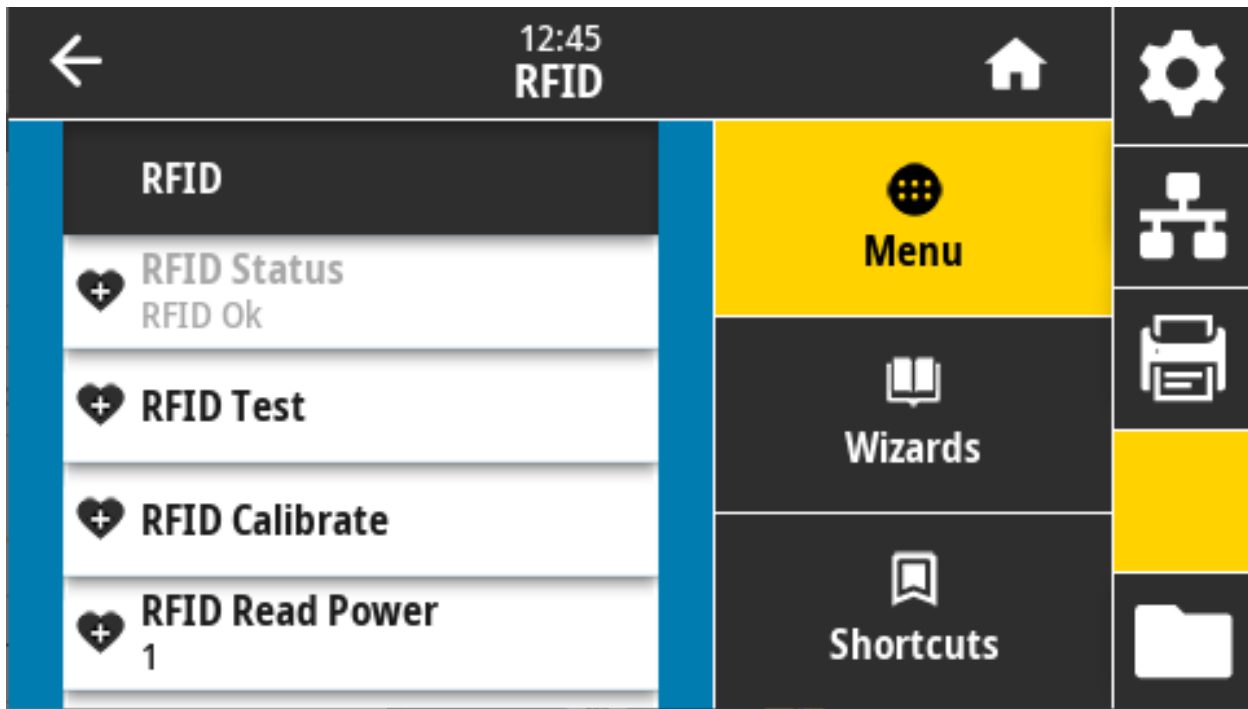 12:45
RFID
RFID
RFID Status
RFID Ok
RFID Test
RFID Calibrate
RFID Read Power
1
Menu
Wizards
Shortcuts